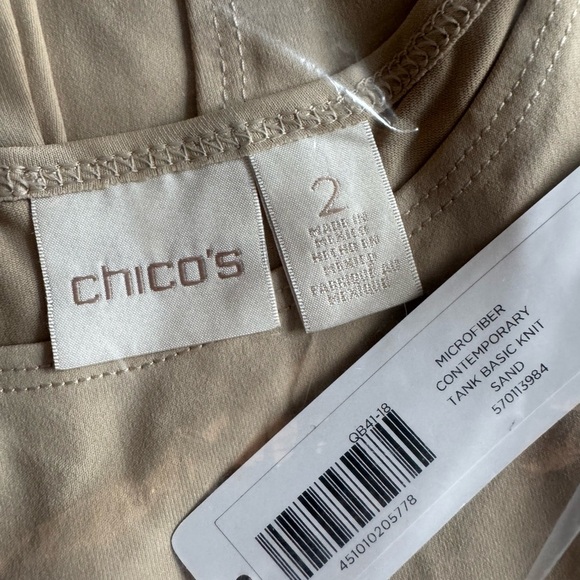 chico's
2
MADE IN
MEXICO
HECHO EN
MEXICO
FABRIQUÉ AU
MEXIQUE
MICROFIBER
CONTEMPORARY
TANK BASIC KNIT
SAND
570113984
QB41-18
451010205778